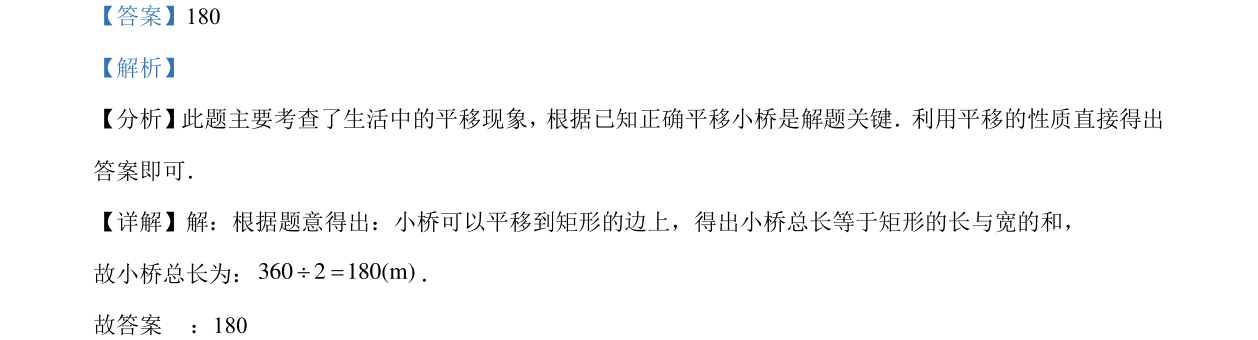 【答案】180
【解析】
【分析】此题主要考查了生活中的平移现象，根据已知正确平移小桥是解题关键．利用平移的性质直接得出
答案即可．
【详解】解：根据题意得出：小桥可以平移到矩形的边上，得出小桥总长等于矩形的长与宽的和，
故小桥总长为：360÷2=180(m)．
故答案 ：180